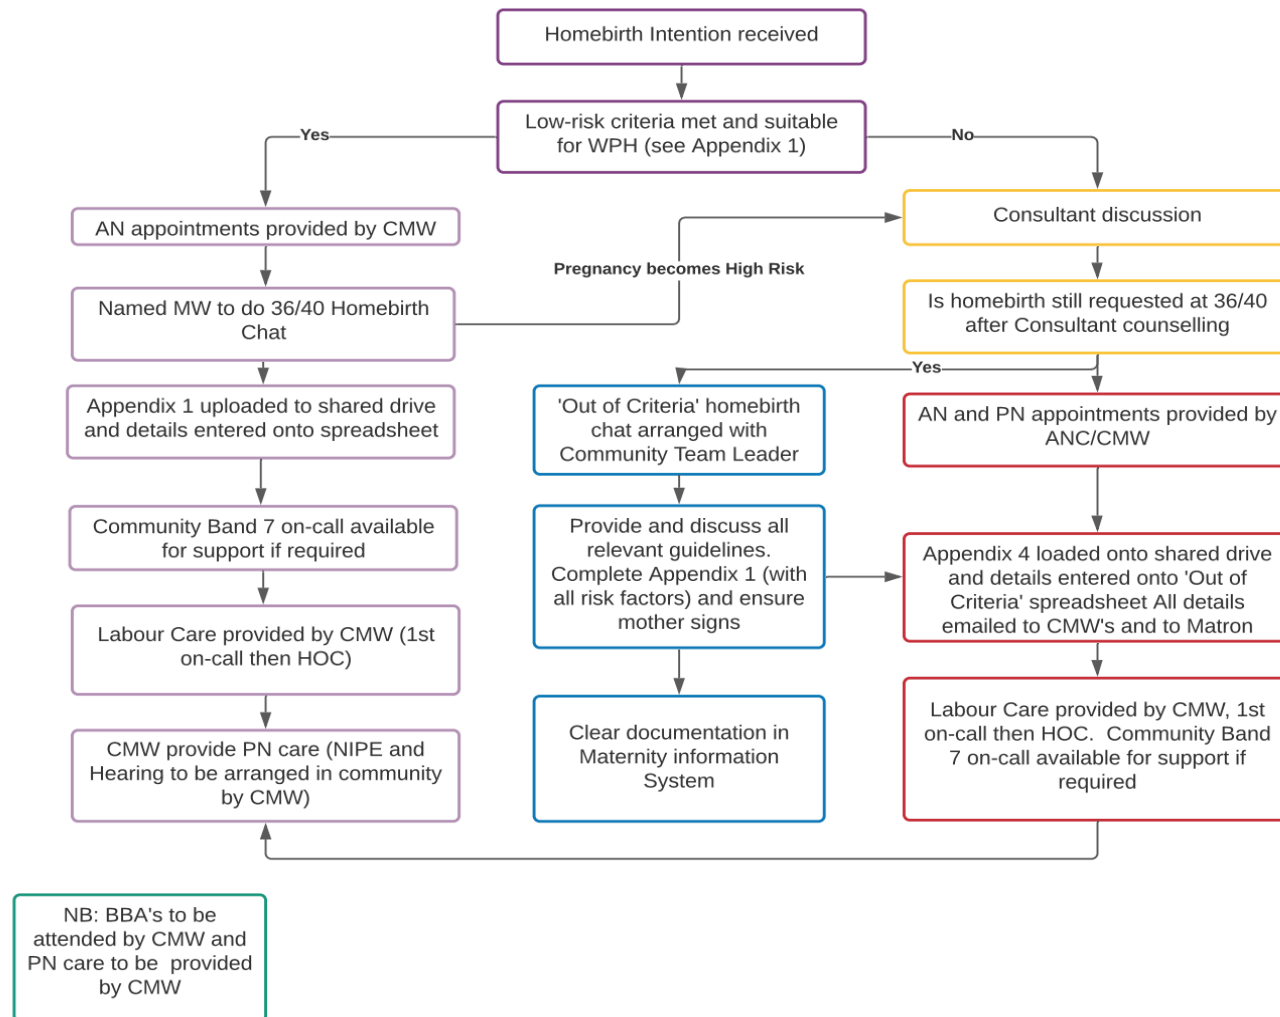 Homebirth Intention received
Low-risk criteria met and suitable
for WPH (see Appendix 1)
Yes
No
AN appointments provided by CMW
Named MW to do 36/40 Homebirth
Chat
Pregnancy becomes High Risk
Appendix 1 uploaded to shared drive
and details entered onto spreadsheet
Community Band 7 on-call available
for support if required
Labour Care provided by CMW (1st
on-call then HOC)
CMW provide PN care (NIPE and
Hearing to be arranged in community
by CMW)
Consultant discussion
Is homebirth still requested at 36/40
after Consultant counselling
Yes
'Out of Criteria' homebirth
chat arranged with
Community Team Leader
Provide and discuss all
relevant guidelines.
Complete Appendix 1 (with
all risk factors) and ensure
mother signs
Clear documentation in
Maternity information
System
AN and PN appointments provided by
ANC/CMW
Appendix 4 loaded onto shared drive
and details entered onto 'Out of
Criteria' spreadsheet All details
emailed to CMW's and to Matron
Labour Care provided by CMW, 1st
on-call then HOC.  Community Band
7 on-call available for support if
required
NB: BBA's to be
attended by CMW and
PN care to be  provided
by CMW